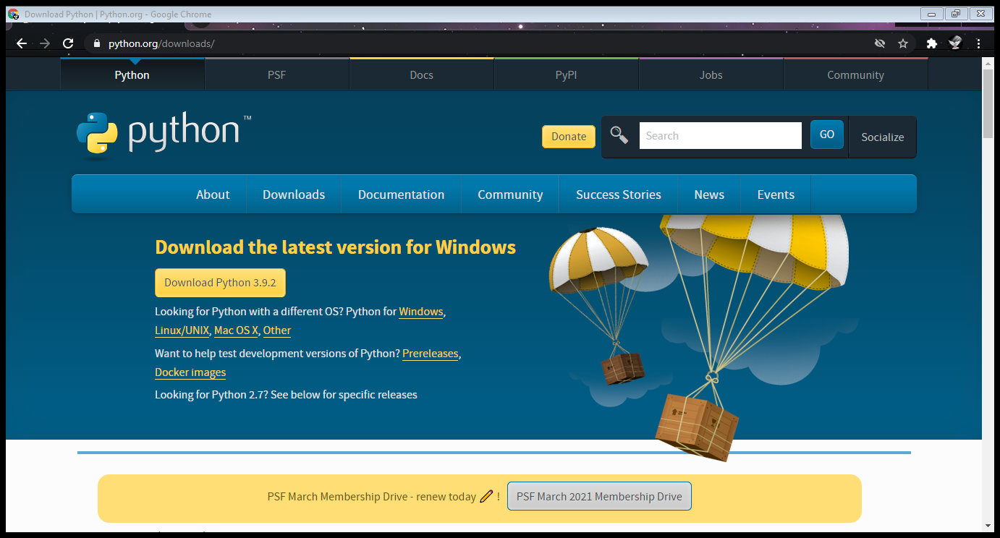 Download Python | Python.org - Google Chrome
python.org/downloads/
Python PSF Docs PyPI Jobs Community
python™
Donate Search GO Socialize
About Downloads Documentation Community Success Stories News Events
Download the latest version for Windows
Download Python 3.9.2
Looking for Python with a different OS? Python for Windows,
Linux/UNIX, Mac OS X, Other
Want to help test development versions of Python? Prereleases,
Docker images
Looking for Python 2.7? See below for specific releases
PSF March Membership Drive - renew today ! PSF March 2021 Membership Drive